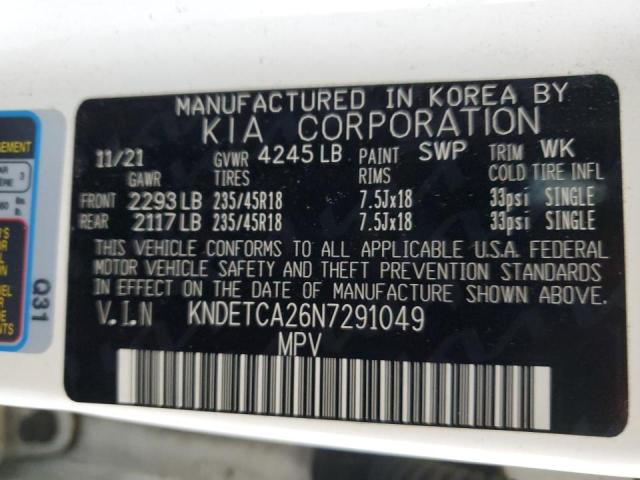 MANUFACTURED IN KOREA BY
KIA CORPORATION
11/21 GVWR 4245 LB PAINT SWP TRIM WK
GAWR TIRES RIMS COLD TIRE INFL
FRONT 2293 LB 235/45R18 7.5Jx18 33psi SINGLE
REAR 2117 LB 235/45R18 7.5Jx18 33psi SINGLE
THIS VEHICLE CONFORMS TO ALL APPLICABLE U.S.A. FEDERAL
MOTOR VEHICLE SAFETY AND THEFT PREVENTION STANDARDS
IN EFFECT ON THE DATE OF MANUFACTURE SHOWN ABOVE.
V.I.N KNDETCA26N7291049
MPV
Q31